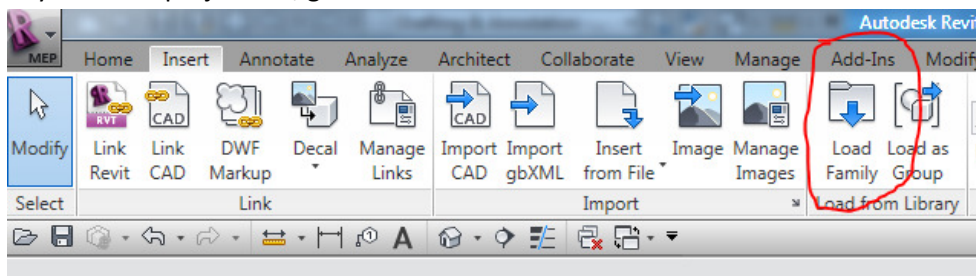 Autodesk Revit
MEP Home Insert Annotate Analyze Architect Collaborate View Manage Add-Ins Modify
RVT CAD CAD
Modify Link Link DWF Decal Manage Import Import Insert Image Manage Load Load as
Revit CAD Markup Links CAD gbXML from File Images Family Group
Select Link Import Load from Library
A